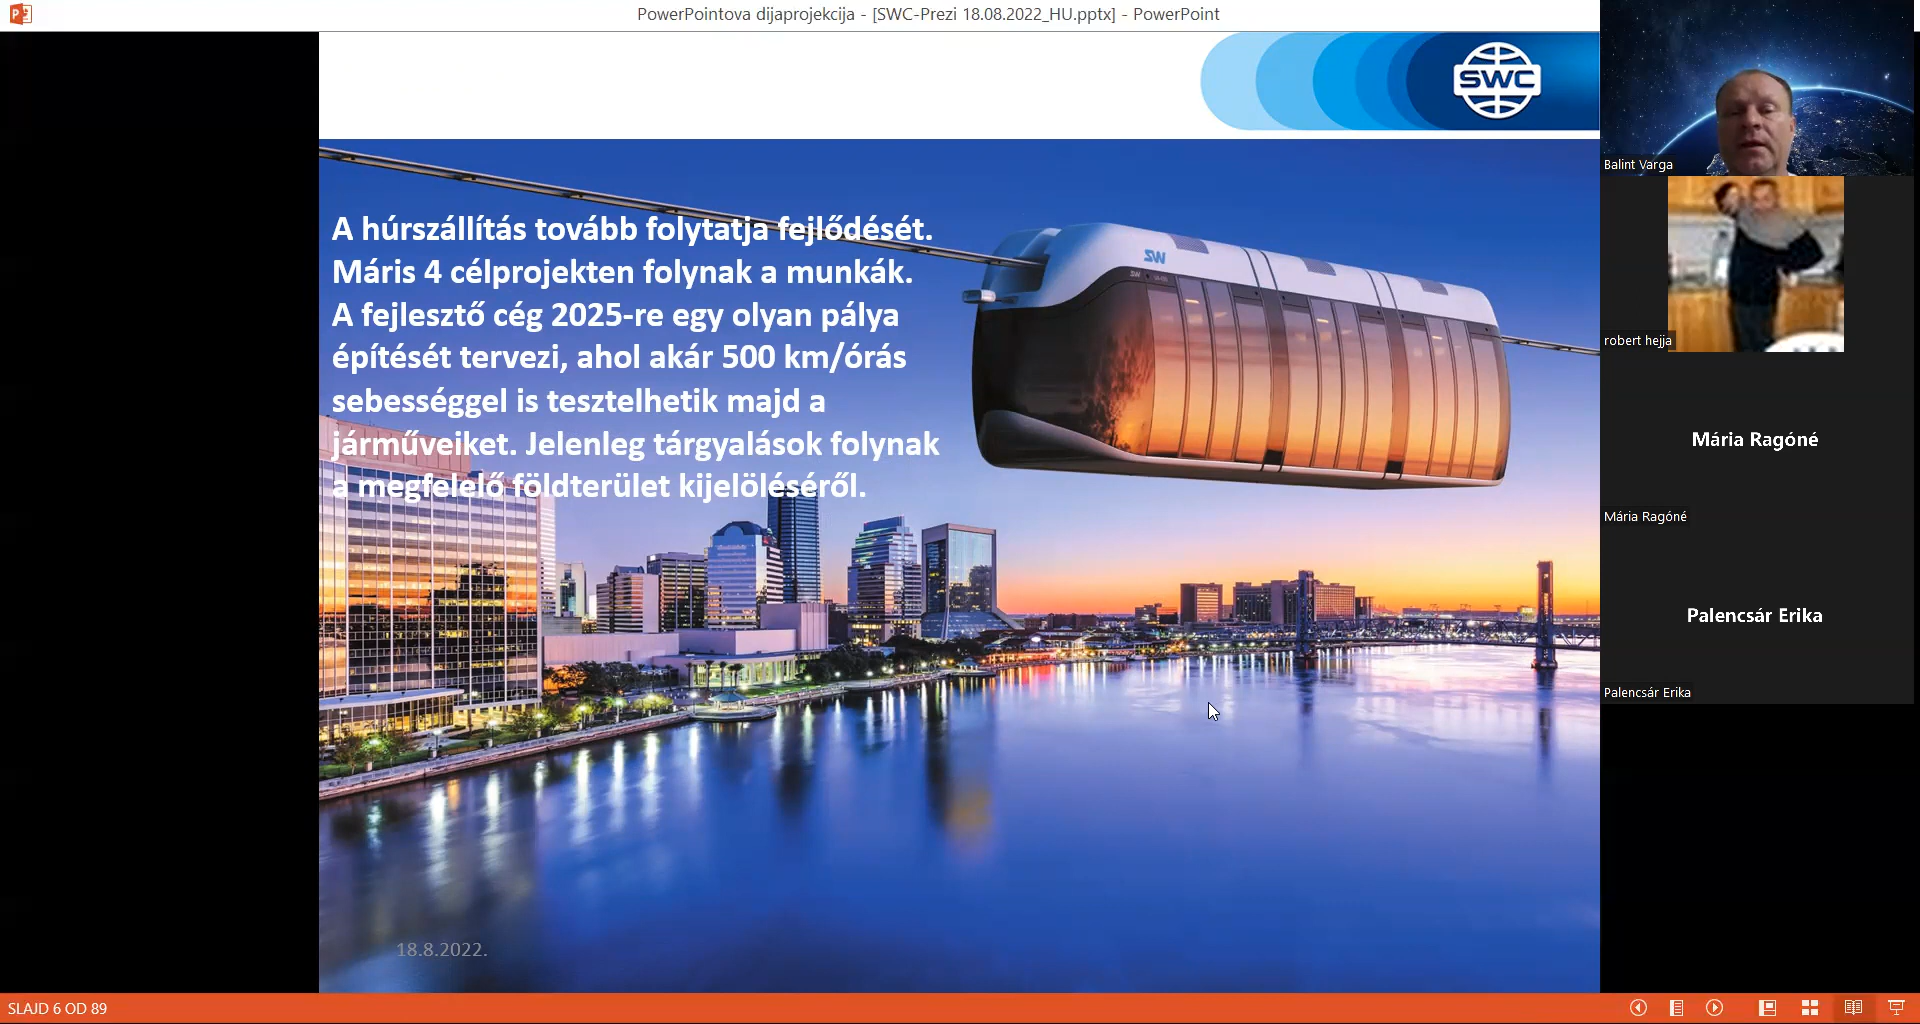 PowerPointova dijaprojekcija - [SWC-Prezi 18.08.2022_HU.pptx] - PowerPoint
SWC
A húrszállítás tovább folytatja fejlődését.
Máris 4 célprojekten folynak a munkák.
A fejlesztő cég 2025-re egy olyan pálya
építését tervezi, ahol akár 500 km/órás
sebességgel is tesztelhetik majd a
járműveiket. Jelenleg tárgyalások folynak
a megfelelő földterület kijelöléséről.
SW
18.8.2022.
Balint Varga
robert hejja
Mária Ragóné
Mária Ragóné
Palencsár Erika
Palencsár Erika
SLAJD 6 OD 89